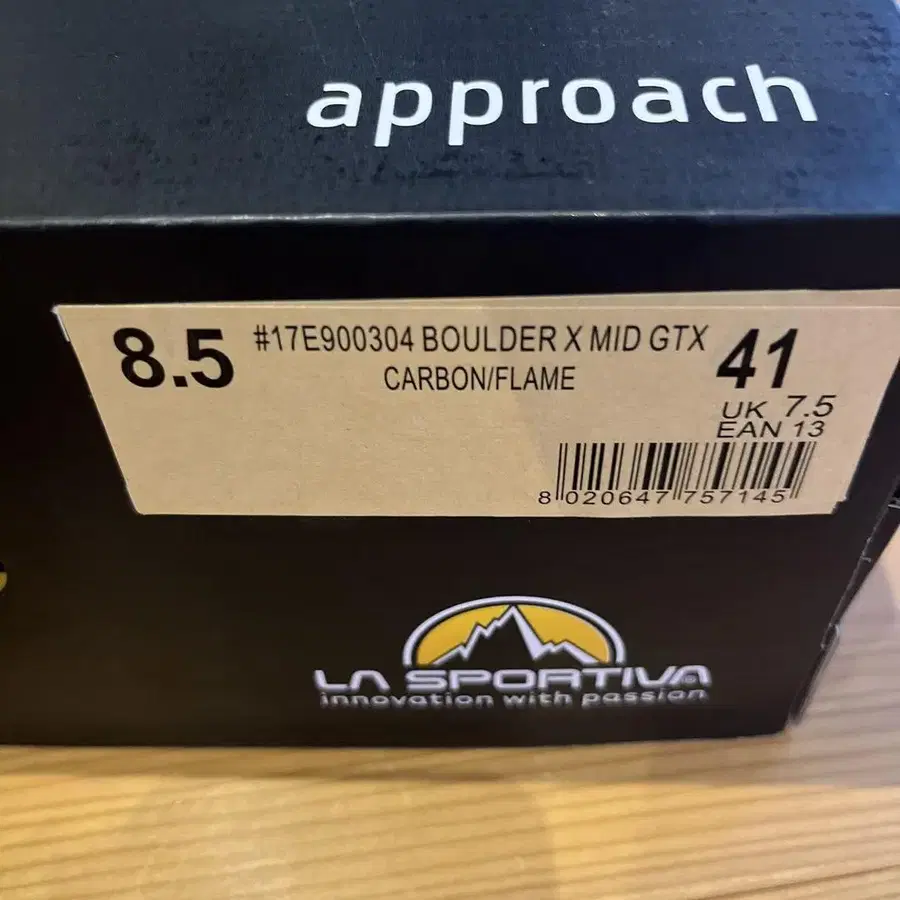 approach
8.5 #17E900304 BOULDER X MID GTX 41
CARBON/FLAME
UK 7.5
EAN 13
8 020647 757145
LA SPORTIVA®
innovation with passion